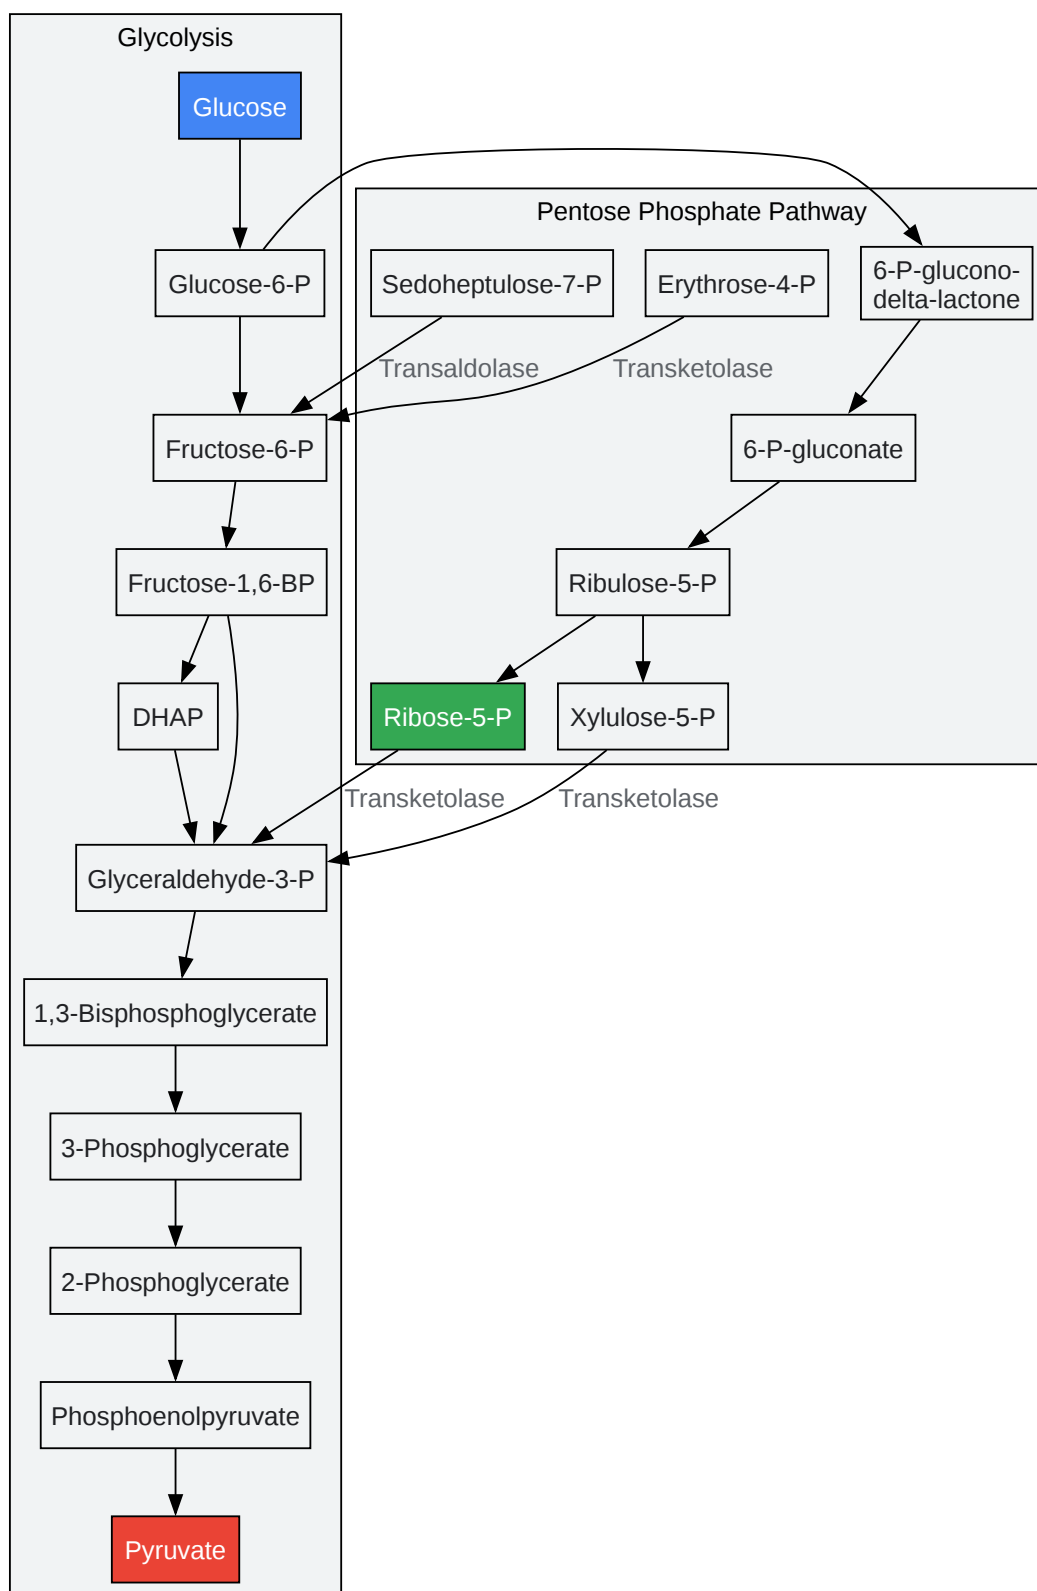 Glycolysis
Glucose
Pentose Phosphate Pathway
Glucose-6-P
Sedoheptulose-7-P
Erythrose-4-P
6-P-glucono-
delta-lactone
Transaldolase
Transketolase
Fructose-6-P
6-P-gluconate
Fructose-1,6-BP
Ribulose-5-P
DHAP
Ribose-5-P
Xylulose-5-P
Transketolase
Transketolase
Glyceraldehyde-3-P
1,3-Bisphosphoglycerate
3-Phosphoglycerate
2-Phosphoglycerate
Phosphoenolpyruvate
Pyruvate